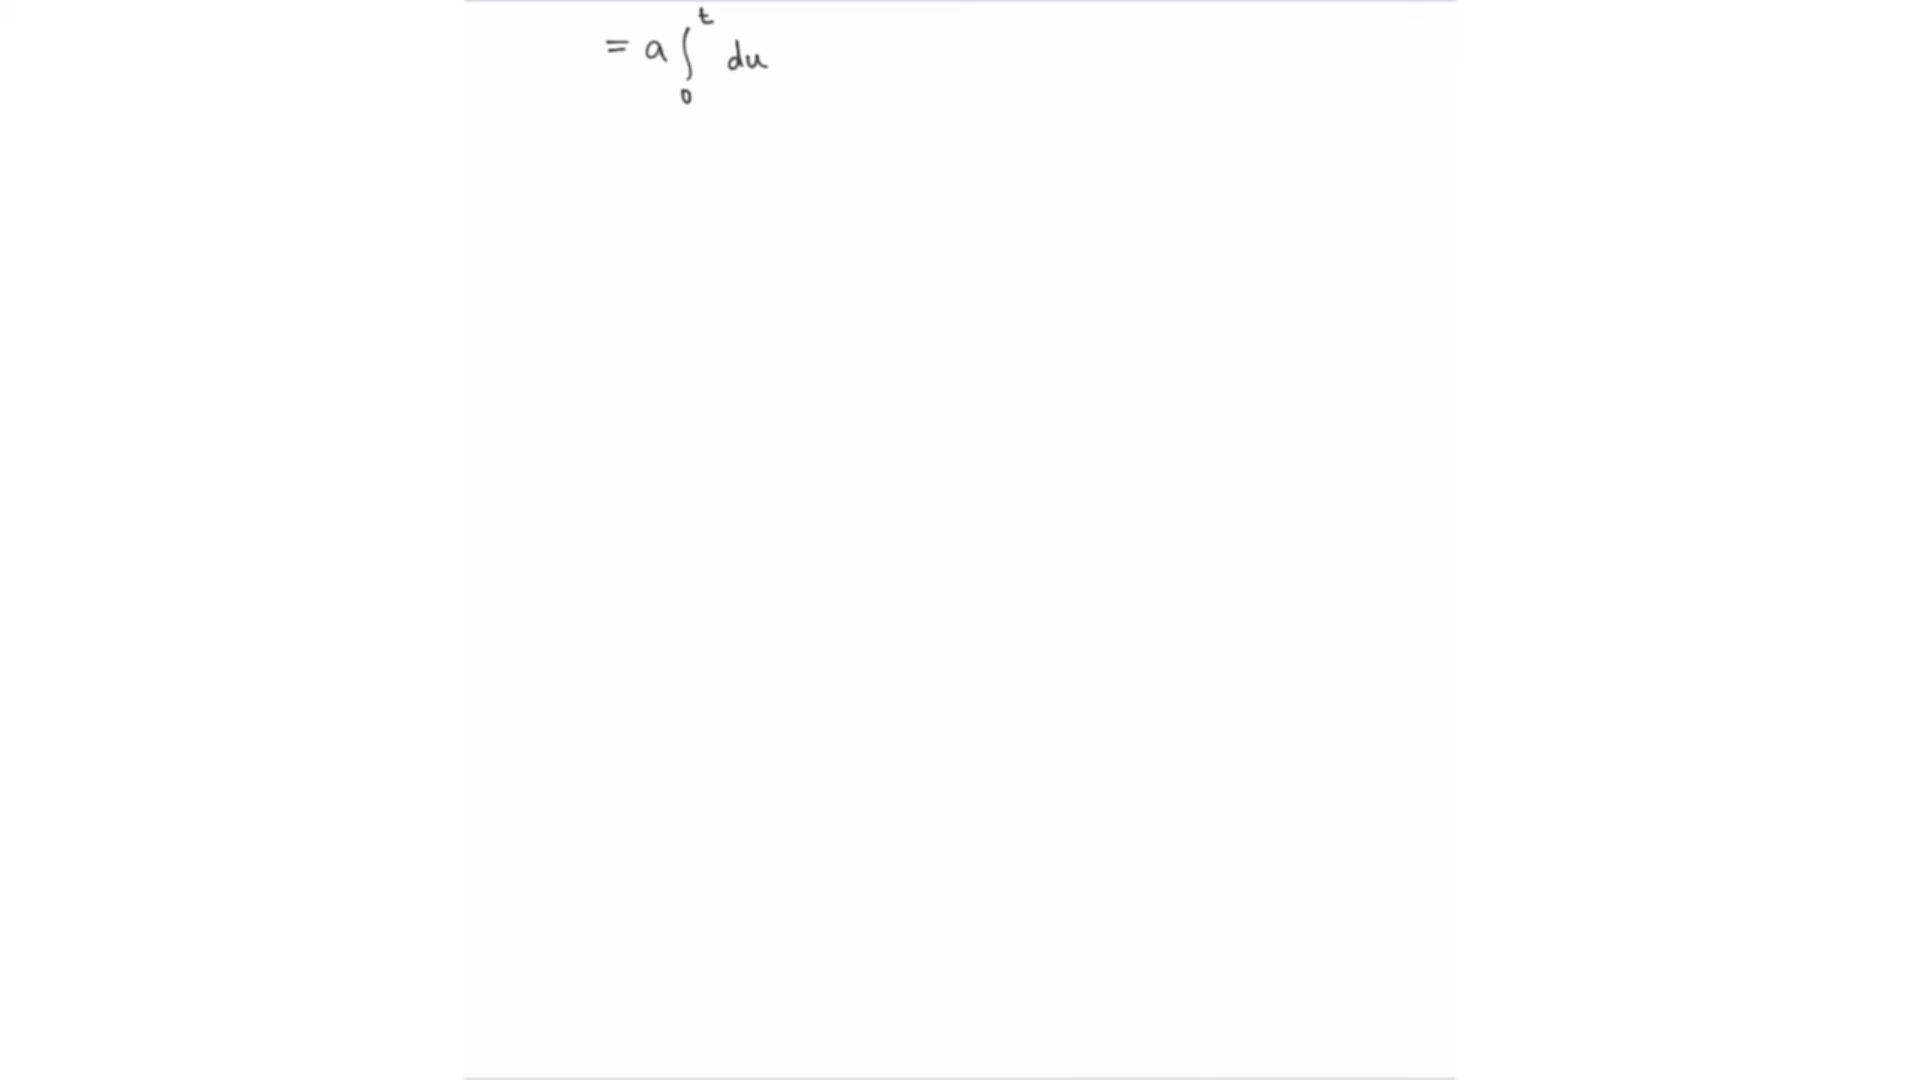 = a ∫₀ᵗ du